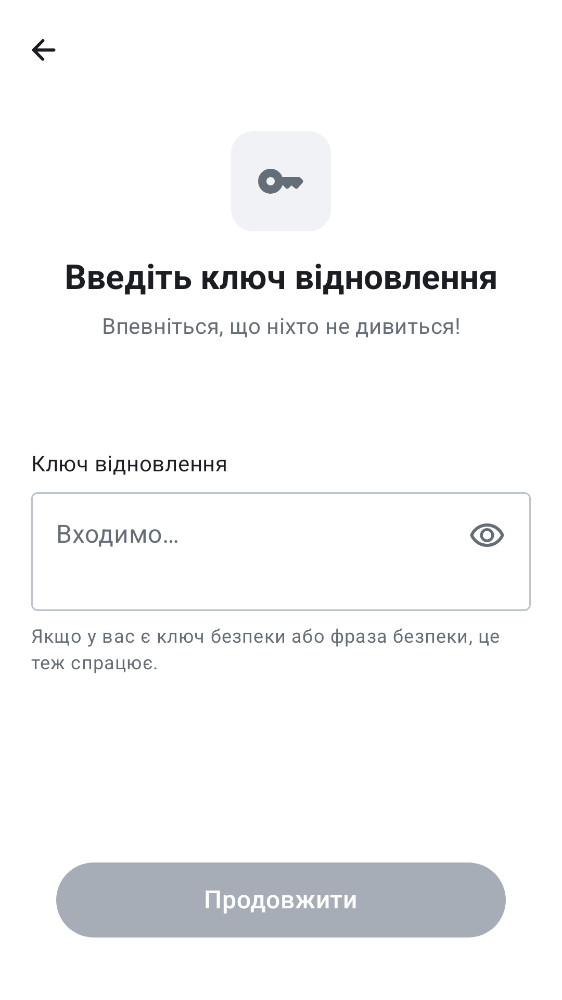 Введіть ключ відновлення
Впевніться, що ніхто не дивиться!
Ключ відновлення
Входимо…
Якщо у вас є ключ безпеки або фраза безпеки, це
теж спрацює.
Продовжити